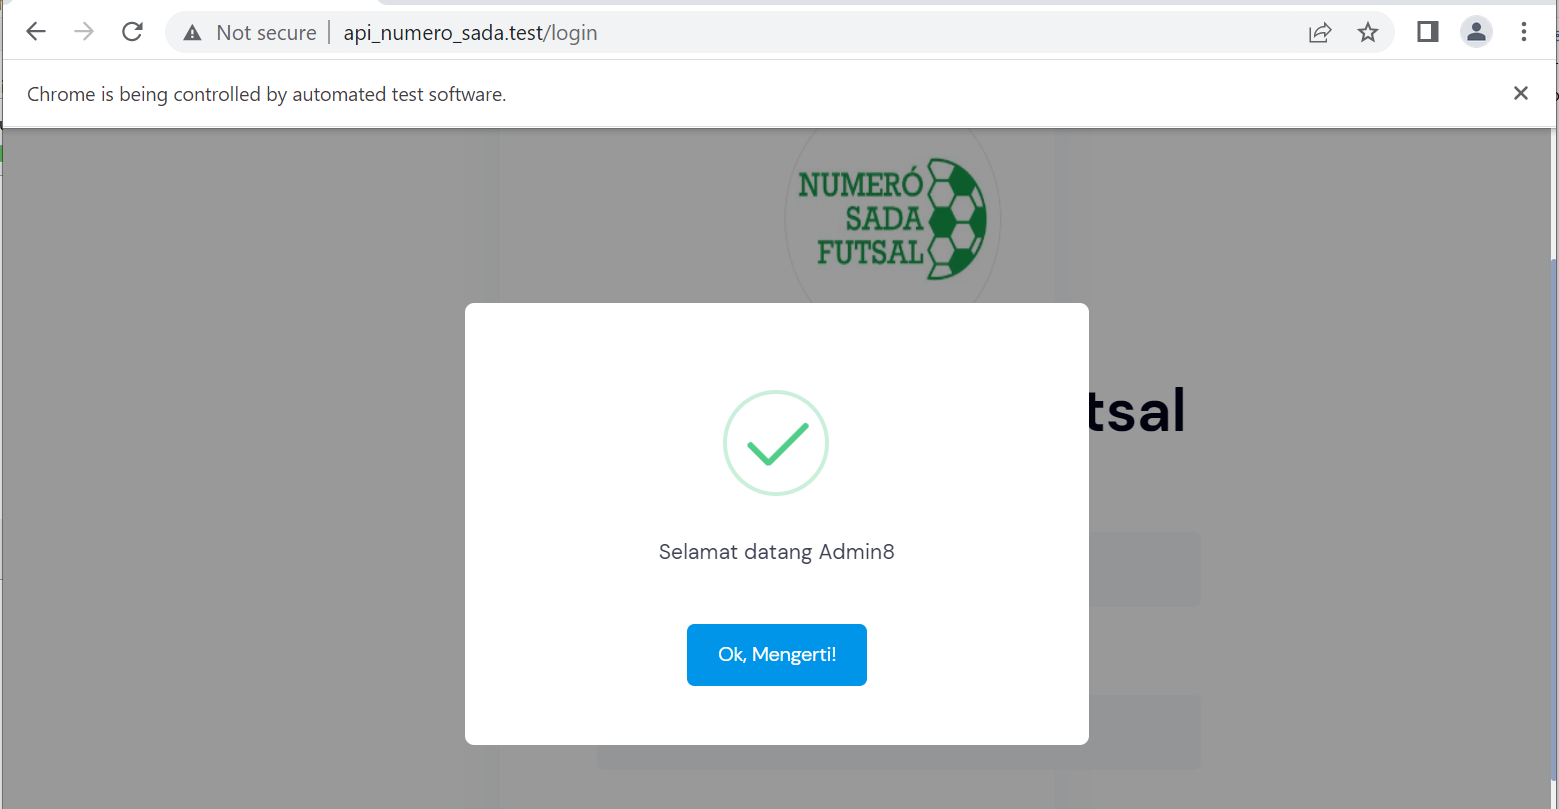 Not secure
api_numero_sada.test/login
Chrome is being controlled by automated test software.
NUMERÓ
SADA
FUTSAL
tsal
Selamat datang Admin8
Ok, Mengerti!